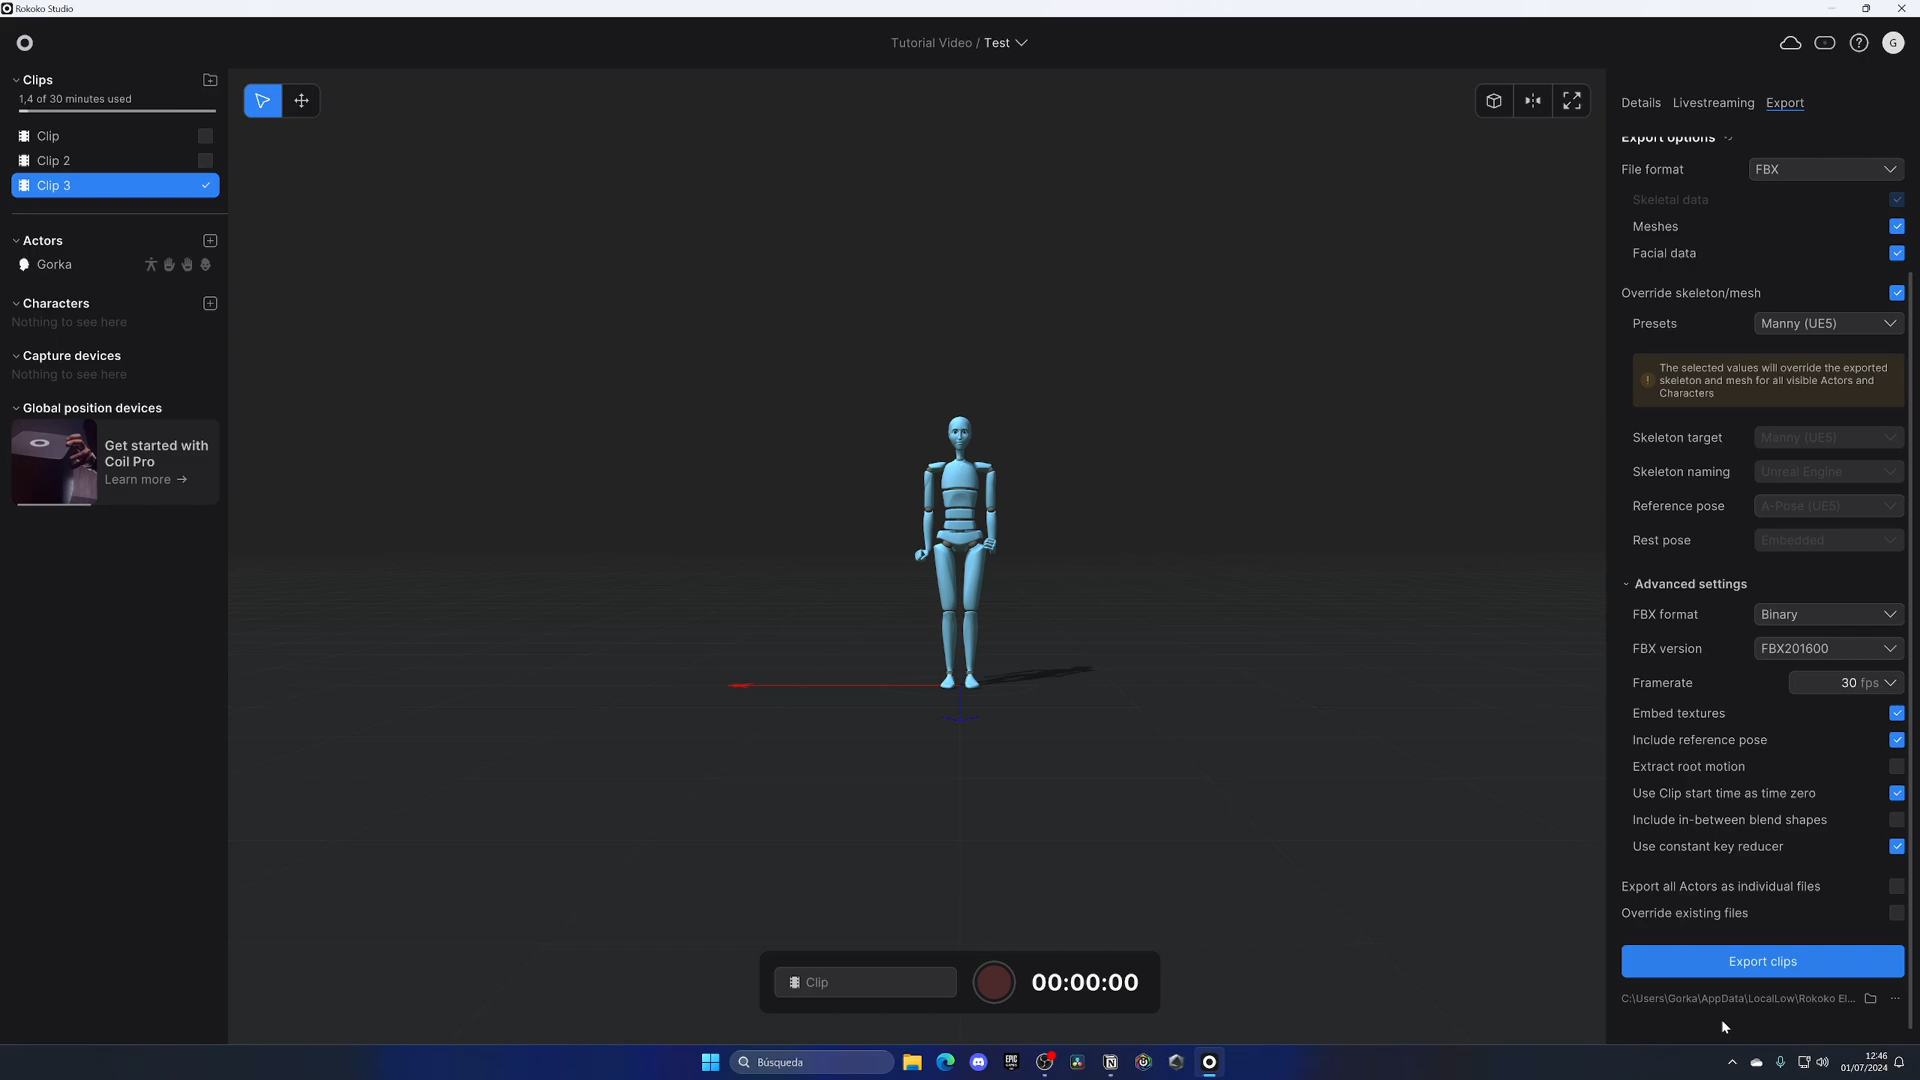 Rokoko Studio
Tutorial Video / Test
G
Clips
1,4 of 30 minutes used
Clip
Clip 2
Clip 3
Actors
Gorka
Characters
Nothing to see here
Capture devices
Nothing to see here
Global position devices
Get started with
Coil Pro
Learn more →
Details Livestreaming Export
Export options
File format FBX
Skeletal data
Meshes
Facial data
Override skeleton/mesh
Presets Manny (UE5)
The selected values will override the exported
skeleton and mesh for all visible Actors and
Characters
Skeleton target Manny (UE5)
Skeleton naming Unreal Engine
Reference pose A-Pose (UE5)
Rest pose Embedded
Advanced settings
FBX format Binary
FBX version FBX201600
Framerate 30 fps
Embed textures
Include reference pose
Extract root motion
Use Clip start time as time zero
Include in-between blend shapes
Use constant key reducer
Export all Actors as individual files
Override existing files
Export clips
C:\Users\Gorka\AppData\LocalLow\Rokoko El...
Clip
00:00:00
Búsqueda
EPIC GAMES
12:46
01/07/2024